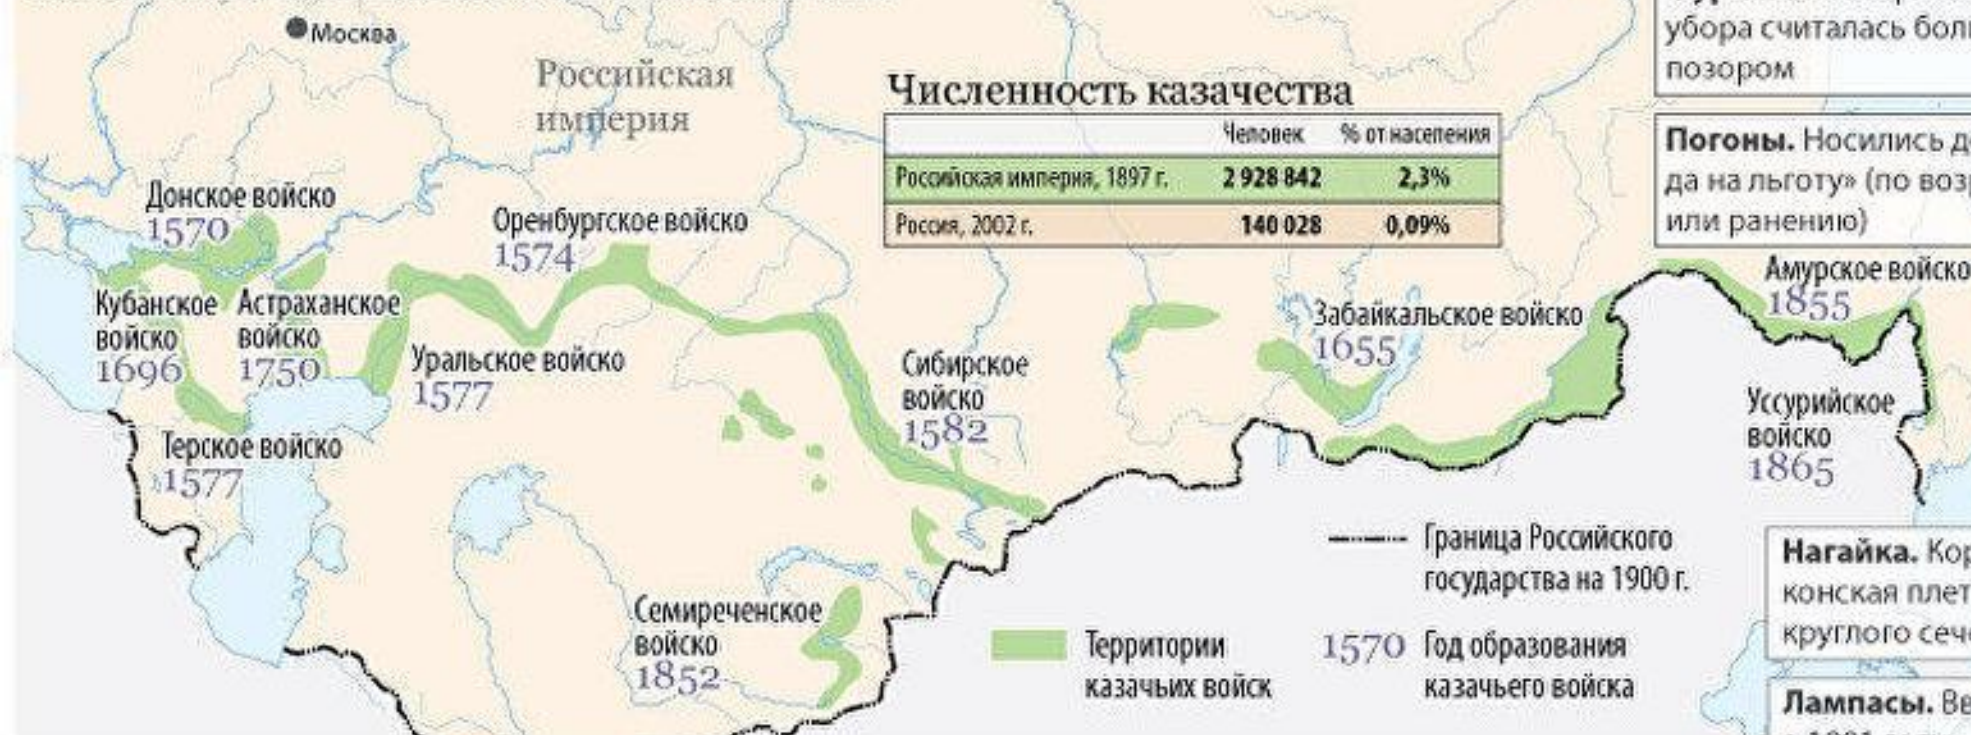 Москва
Российская
империя
Численность казачества
Человек % от населения
Российская империя, 1897 г. 2 928 842 2,3%
Россия, 2002 г. 140 028 0,09%
убора считалась
позором
Погоны. Носились
да на льготу» (по
или ранению)
Донское войско
1570
Оренбургское войско
1574
Кубанское
войско
1696
Астраханское
войско
1750
Уральское войско
1577
Терское войско
1577
Сибирское
войско
1582
Забайкальское войско
1655
Амурское войско
1855
Уссурийское
войско
1865
Семиреченское
войско
1852
Граница Российского
государства на 1900 г.
Территории
казачьих войск
1570 Год образования
казачьего войска
Нагайка.
конская
круглого
Лампасы.